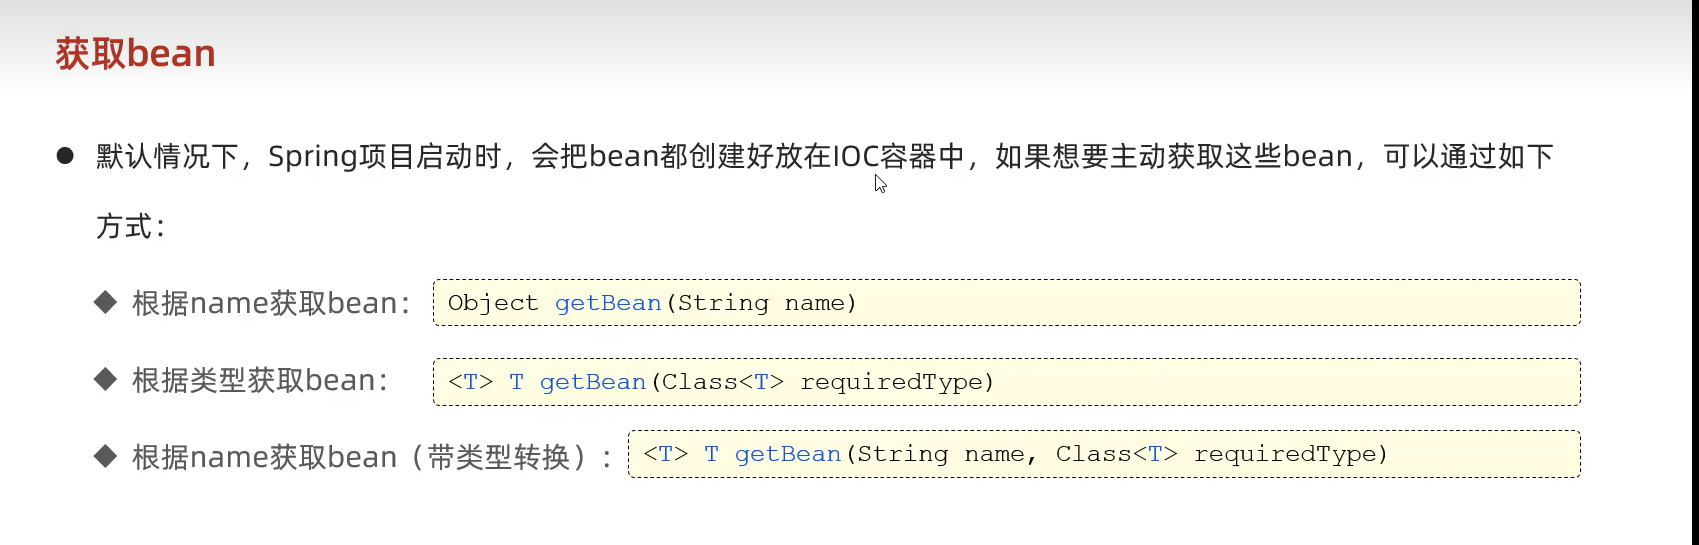 获取bean
默认情况下，Spring项目启动时，会把bean都创建好放在IOC容器中，如果想要主动获取这些bean，可以通过如下
方式：
根据name获取bean：Object getBean(String name)
根据类型获取bean：<T> T getBean(Class<T> requiredType)
根据name获取bean（带类型转换）：<T> T getBean(String name, Class<T> requiredType)